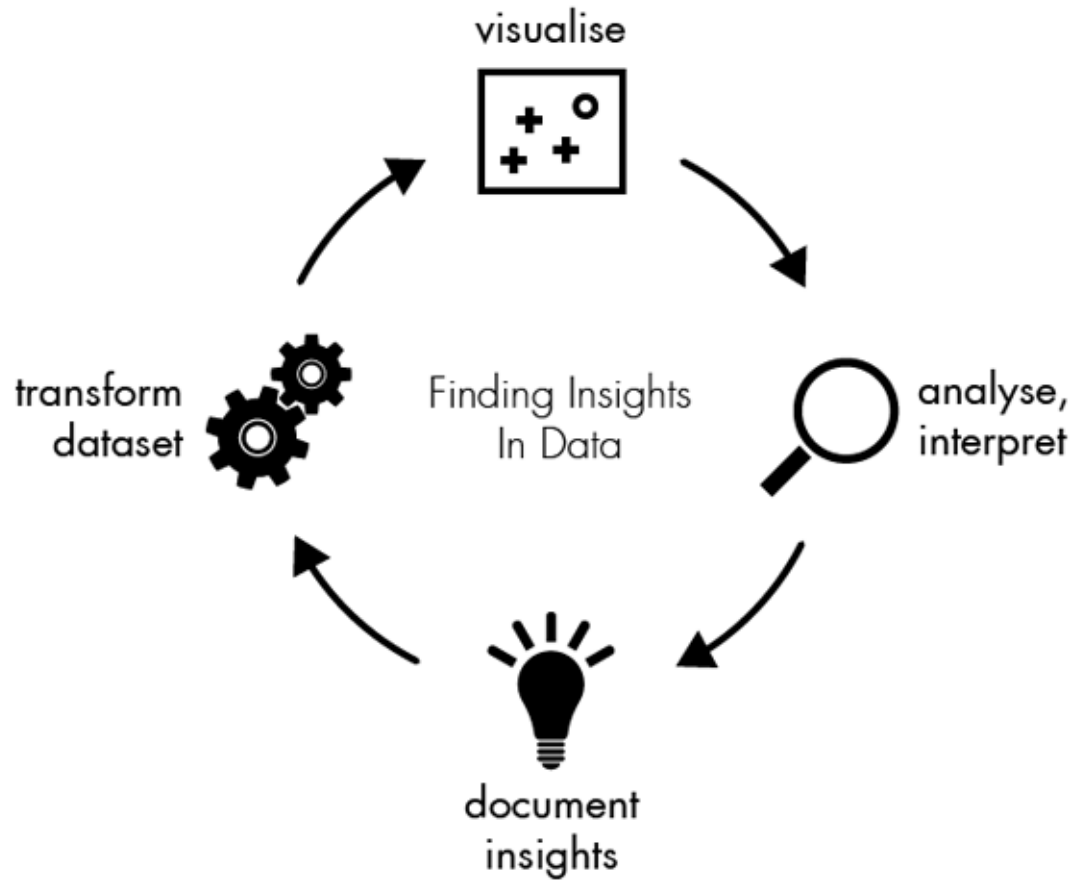 visualise
transform
dataset
Finding Insights
In Data
analyse,
interpret
document
insights